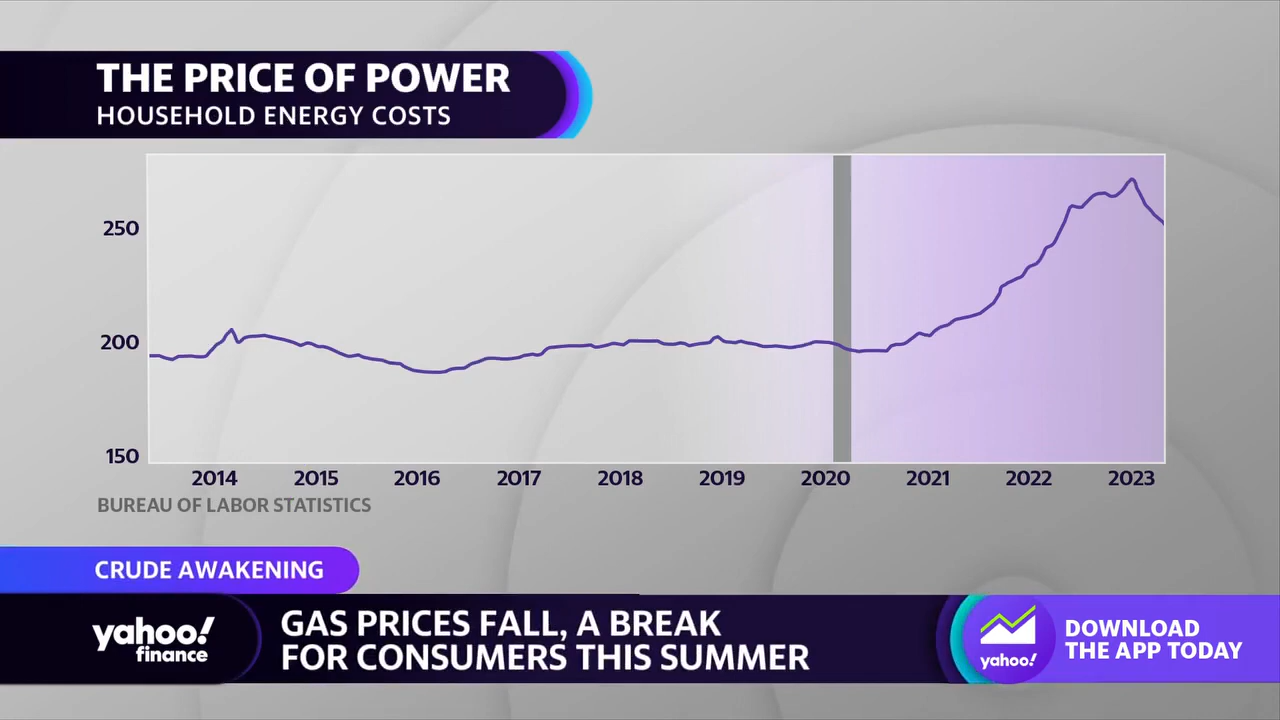 THE PRICE OF POWER
HOUSEHOLD ENERGY COSTS
250
200
150
2014 2015 2016 2017 2018 2019 2020 2021 2022 2023
BUREAU OF LABOR STATISTICS
CRUDE AWAKENING
yahoo!
finance
GAS PRICES FALL, A BREAK
FOR CONSUMERS THIS SUMMER
yahoo!
DOWNLOAD
THE APP TODAY